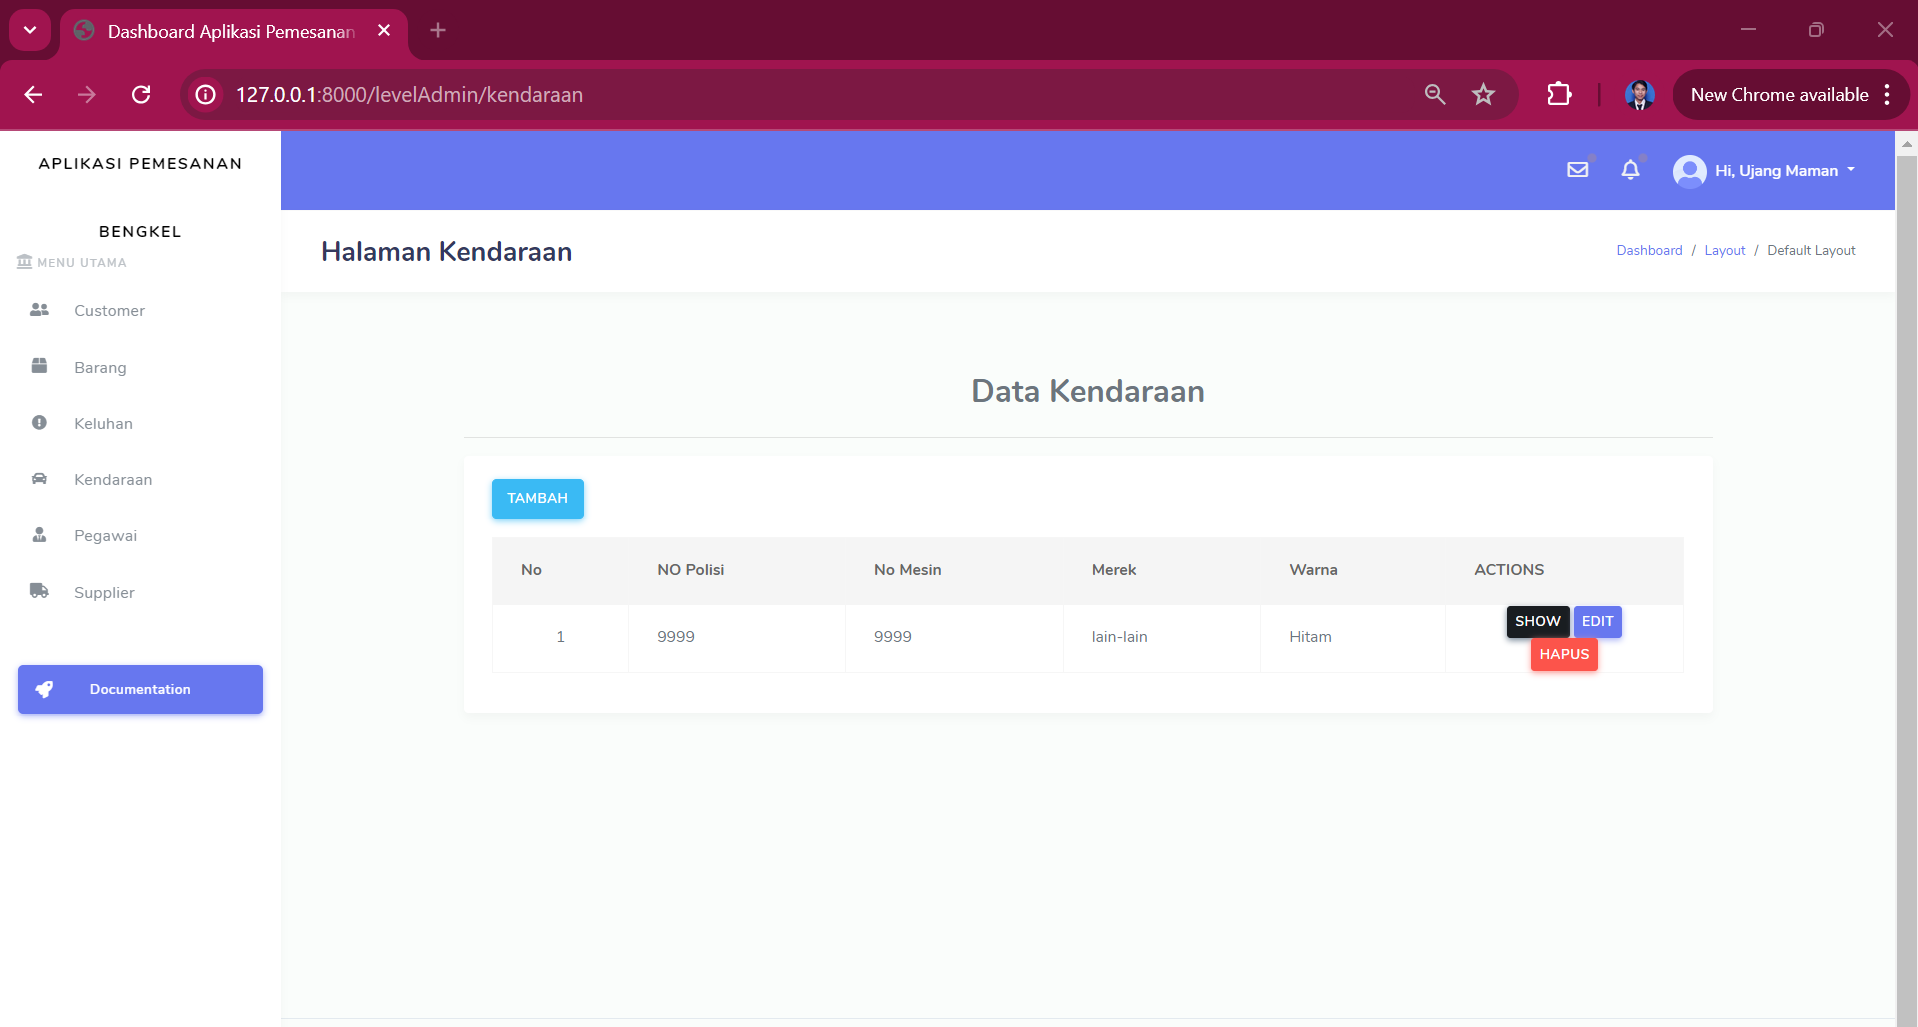 Dashboard Aplikasi Pemesanan
127.0.0.1:8000/levelAdmin/kendaraan
New Chrome available
APLIKASI PEMESANAN
BENGKEL
MENU UTAMA
Customer
Barang
Keluhan
Kendaraan
Pegawai
Supplier
Documentation
Hi, Ujang Maman
Halaman Kendaraan
Dashboard / Layout / Default Layout
Data Kendaraan
TAMBAH
No NO Polisi No Mesin Merek Warna ACTIONS
1 9999 9999 lain-lain Hitam SHOW EDIT
HAPUS